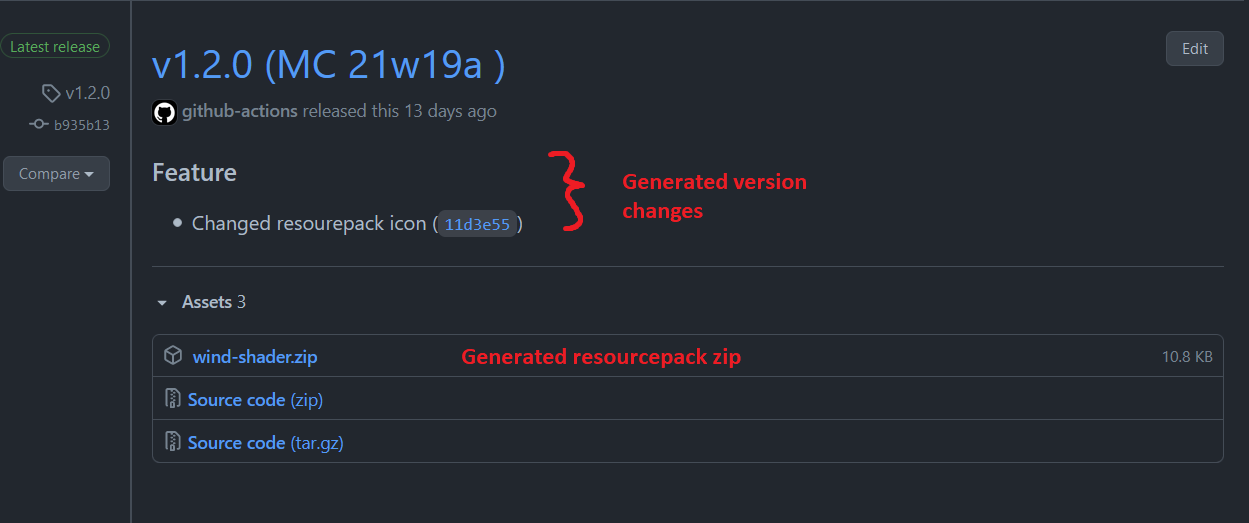 Latest release
v1.2.0 (MC 21w19a )
Edit
v1.2.0
github-actions released this 13 days ago
b935b13
Compare
Feature
Generated version
changes
Changed resourepack icon (11d3e55)
Assets 3
wind-shader.zip
Generated resourcepack zip
10.8 KB
Source code (zip)
Source code (tar.gz)